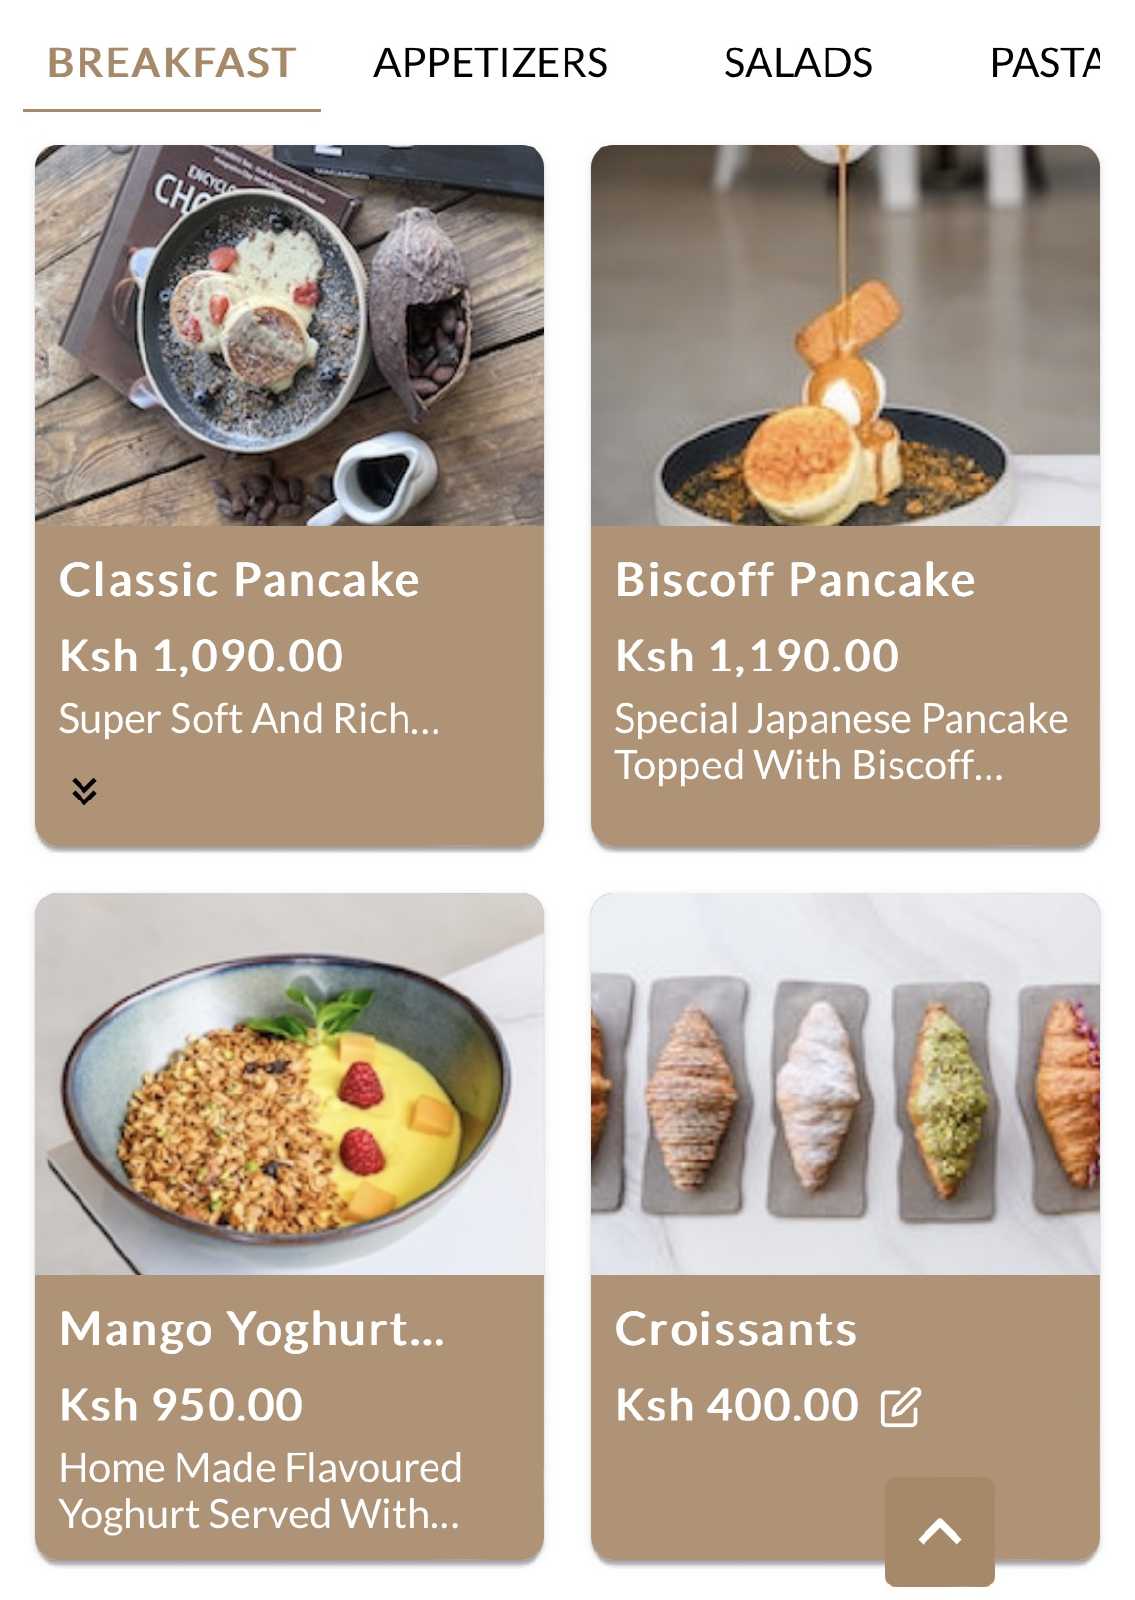 BREAKFAST APPETIZERS SALADS PASTA
CHO
Classic Pancake
Ksh 1,090.00
Super Soft And Rich...
Biscoff Pancake
Ksh 1,190.00
Special Japanese Pancake
Topped With Biscoff...
Mango Yoghurt...
Ksh 950.00
Home Made Flavoured
Yoghurt Served With...
Croissants
Ksh 400.00